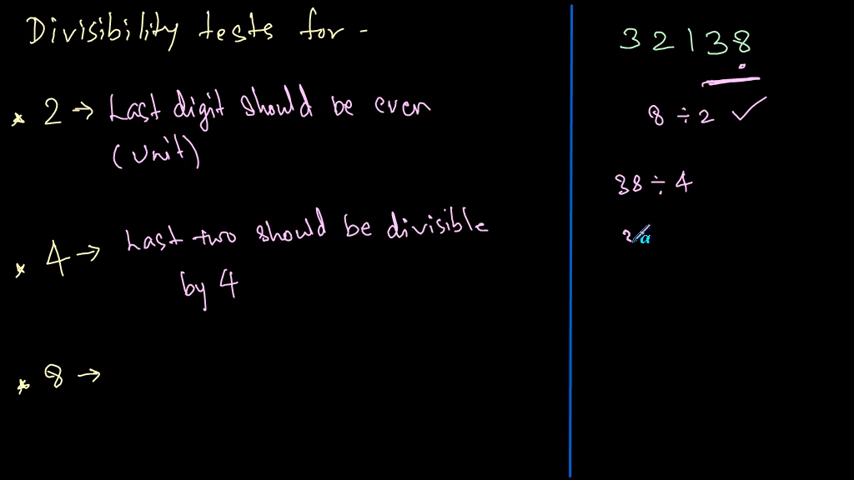 Divisibility tests for -
* 2 → Last digit should be even
(Unit)
* 4 → Last two should be divisible
by 4
* 8 →
32138
8 ÷ 2 ✓
38 ÷ 4